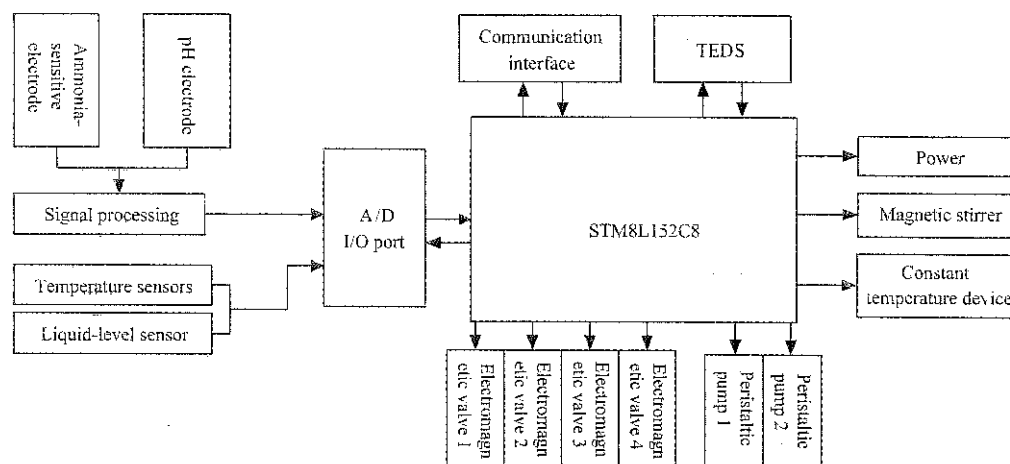 Ammonia-
sensitive
electrode
pH electrode
Communication
interface
TEDS
Signal processing
A/D
I/O port
STM8L152C8
Power
Magnetic stirrer
Constant
temperature device
Temperature sensors
Liquid-level sensor
Electromagn
etic valve 1
Electromagn
etic valve 2
Electromagn
etic valve 3
Electromagn
etic valve 4
Peristaltic
pump 1
Peristaltic
pump 2